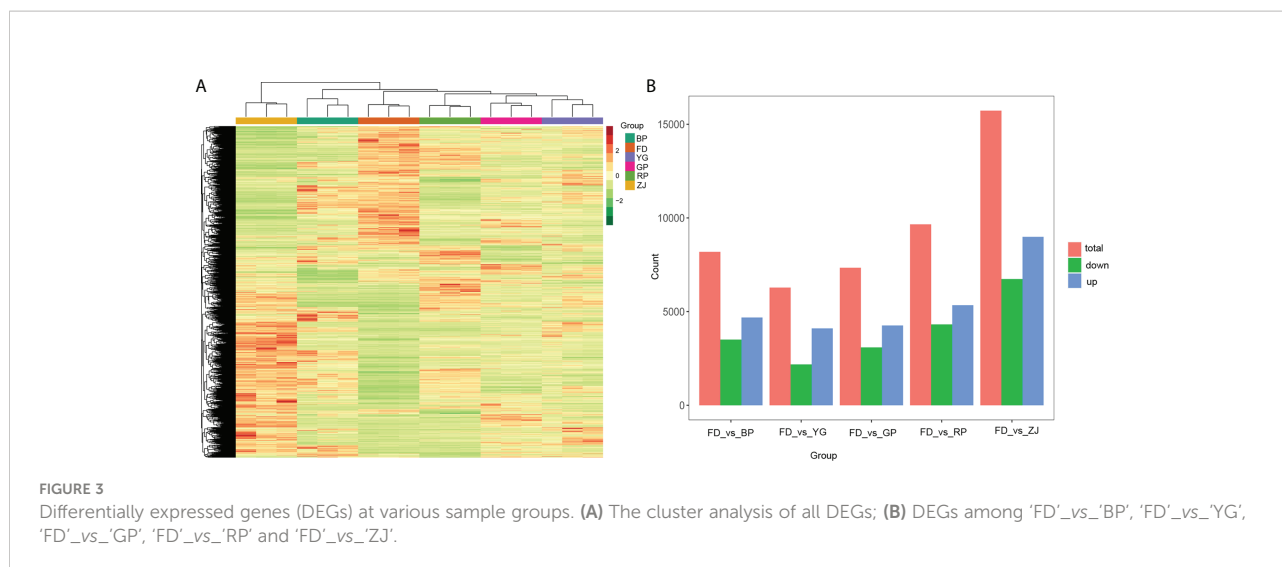 A
Group
BP
FD
YG
GP
RP
ZJ
2
0
−2
B
15000
10000
5000
0
Count
FD_vs_BP
FD_vs_YG
FD_vs_GP
FD_vs_RP
FD_vs_ZJ
Group
total
down
up
FIGURE 3
Differentially expressed genes (DEGs) at various sample groups. (A) The cluster analysis of all DEGs; (B) DEGs among ‘FD’_vs_’BP’, ‘FD’_vs_’YG’,
‘FD’_vs_’GP’, ‘FD’_vs_’RP’ and ‘FD’_vs_’ZJ’.